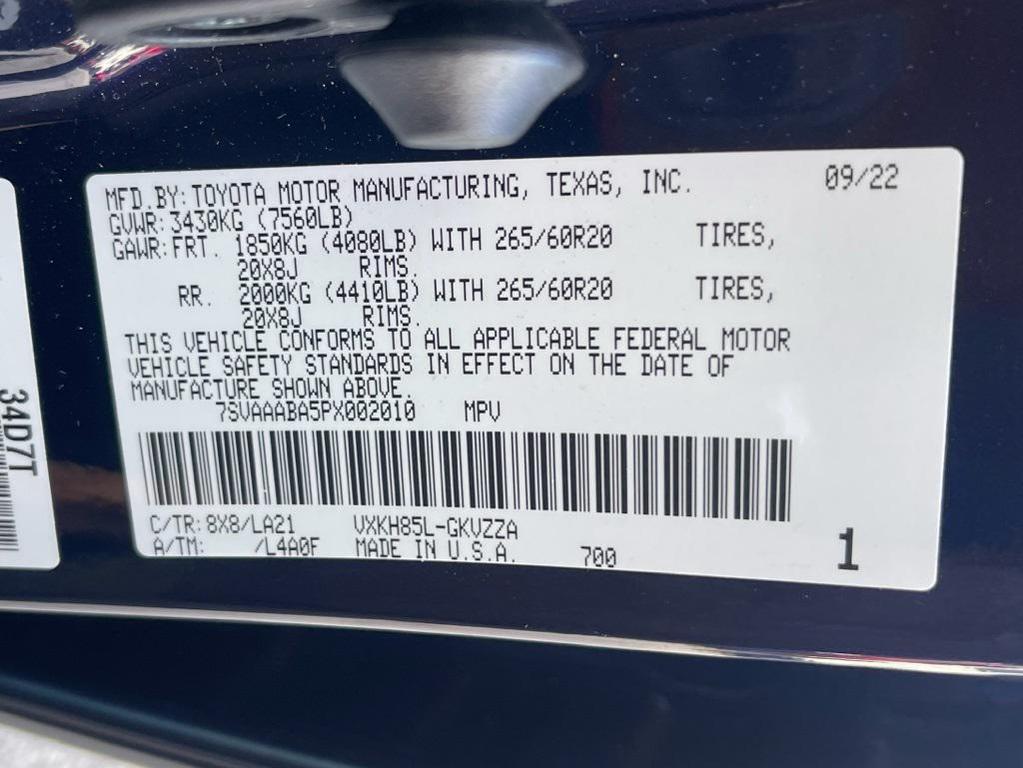 MFD.BY:TOYOTA MOTOR MANUFACTURING, TEXAS, INC. 09/22
GVWR:3430KG (7560LB)
GAWR:FRT. 1850KG (4080LB) WITH 265/60R20 TIRES,
20X8J RIMS.
RR. 2000KG (4410LB) WITH 265/60R20 TIRES,
20X8J RIMS.
THIS VEHICLE CONFORMS TO ALL APPLICABLE FEDERAL MOTOR
VEHICLE SAFETY STANDARDS IN EFFECT ON THE DATE OF
MANUFACTURE SHOWN ABOVE.
7SVAAABA5PX002010 MPV
C/TR:8X8/LA21 VXKH85L-GKVZZA
A/TM: /L4A0F MADE IN U.S.A. 700 1
34D7T